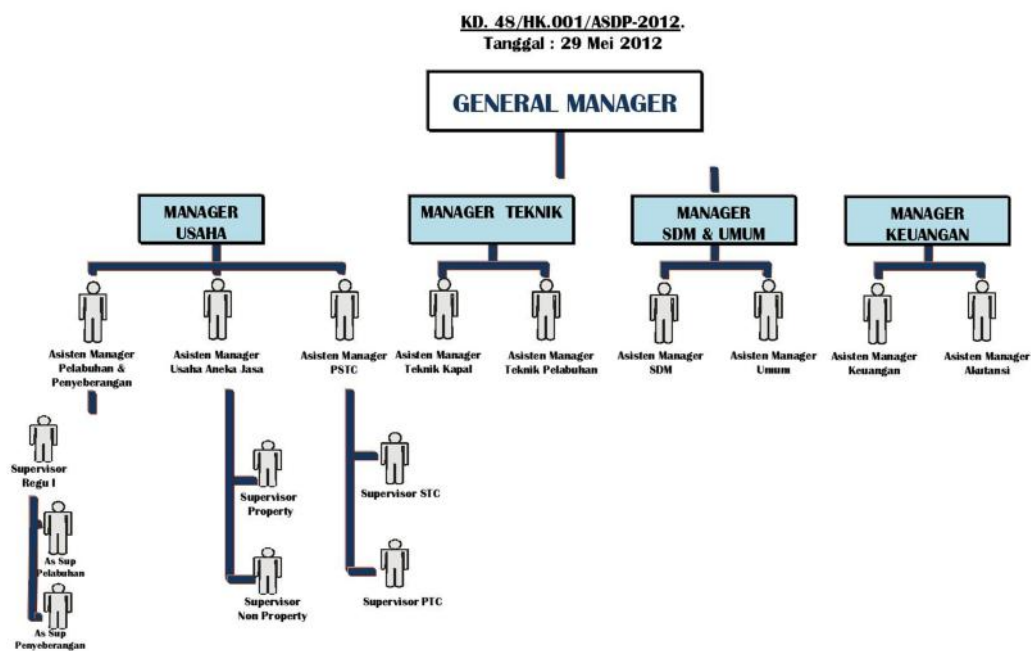 KD. 48/HK.001/ASDP-2012.
Tanggal : 29 Mei 2012
GENERAL MANAGER
MANAGER
USAHA
MANAGER TEKNIK
MANAGER
SDM & UMUM
MANAGER
KEUANGAN
Asisten Manager
Pelabuhan &
Penyeberangan
Asisten Manager
Usaha Aneka Jasa
Asisten Manager
PSTC
Asisten Manager
Teknik Kapal
Asisten Manager
Teknik Pelabuhan
Asisten Manager
SDM
Asisten Manager
Umum
Asisten Manager
Keuangan
Asisten Manager
Akutansi
Supervisor
Regu I
As Sup
Pelabuhan
As Sup
Penyeberangan
Supervisor
Property
Supervisor
Non Property
Supervisor STC
Supervisor PTC